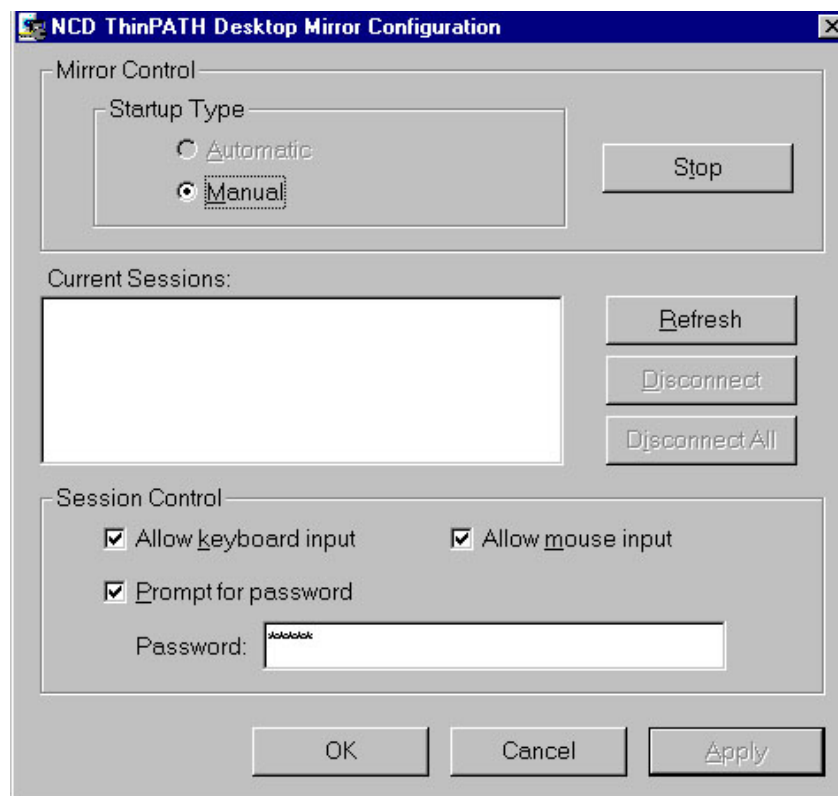 NCD ThinPATH Desktop Mirror Configuration
Mirror Control
Startup Type
Automatic
Manual
Stop
Current Sessions:
Refresh
Disconnect
Disconnect All
Session Control
Allow keyboard input
Allow mouse input
Prompt for password
Password: ******
OK
Cancel
Apply